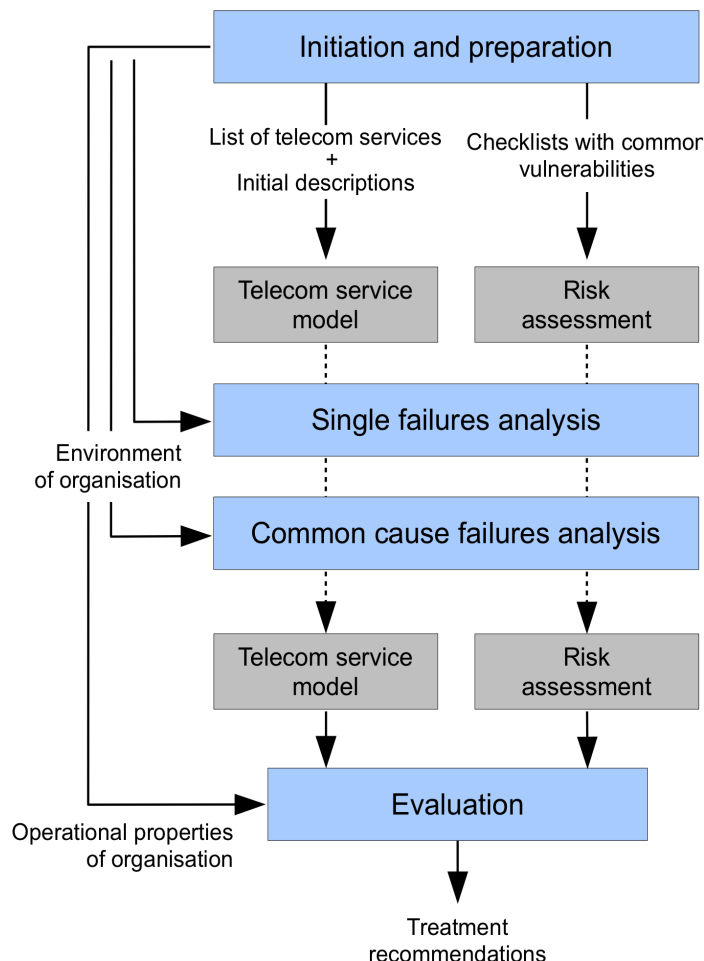 Initiation and preparation
List of telecom services
+
Initial descriptions
Checklists with common
vulnerabilities
Telecom service
model
Risk
assessment
Single failures analysis
Environment
of organisation
Common cause failures analysis
Telecom service
model
Risk
assessment
Evaluation
Operational properties
of organisation
Treatment
recommendations